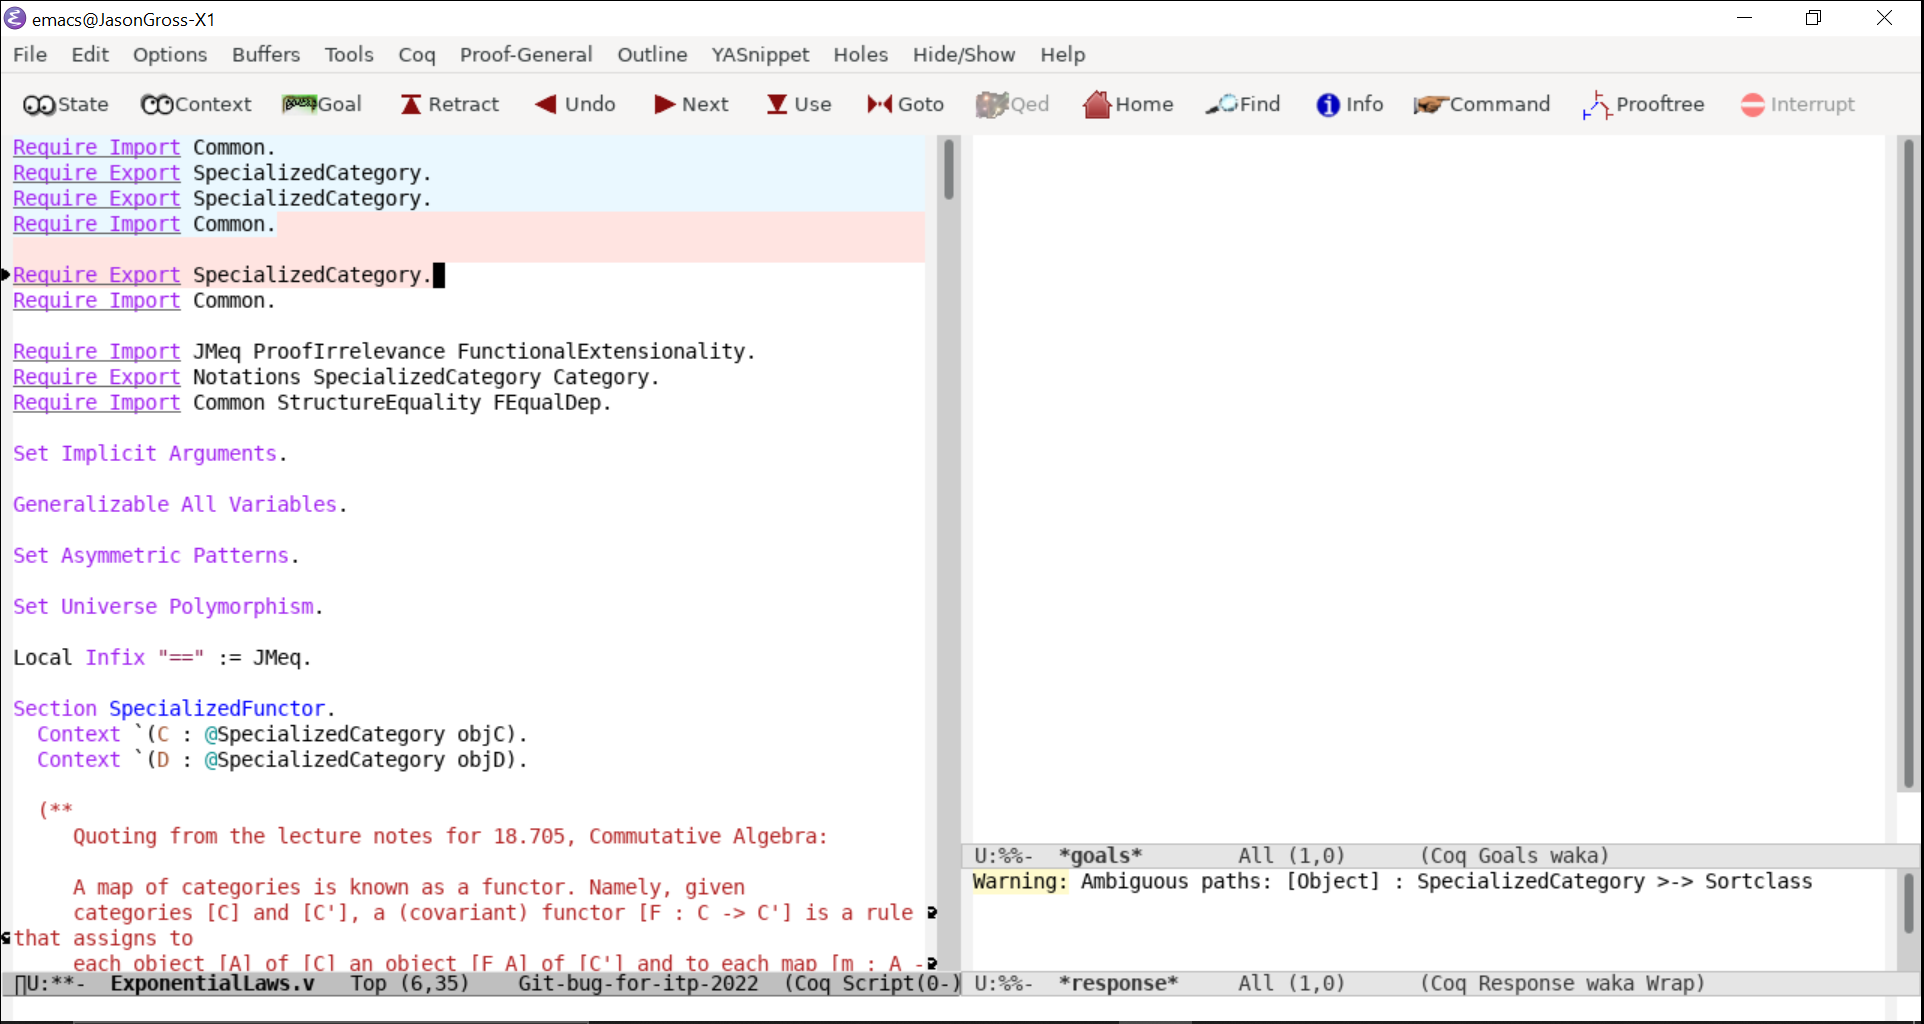 emacs@JasonGross-X1
File Edit Options Buffers Tools Coq Proof-General Outline YASnippet Holes Hide/Show Help
State Context Goal Retract Undo Next Use Goto Qed Home Find Info Command Prooftree Interrupt
Require Import Common.
Require Export SpecializedCategory.
Require Export SpecializedCategory.
Require Import Common.
Require Export SpecializedCategory.
Require Import Common.
Require Import JMeq ProofIrrelevance FunctionalExtensionality.
Require Export Notations SpecializedCategory Category.
Require Import Common StructureEquality FEqualDep.
Set Implicit Arguments.
Generalizable All Variables.
Set Asymmetric Patterns.
Set Universe Polymorphism.
Local Infix "==" := JMeq.
Section SpecializedFunctor.
Context `(C : @SpecializedCategory objC).
Context `(D : @SpecializedCategory objD).
(**
Quoting from the lecture notes for 18.705, Commutative Algebra:
A map of categories is known as a functor. Namely, given
categories [C] and [C'], a (covariant) functor [F : C -> C'] is a rule
that assigns to
each object [A] of [C] an object [F A] of [C'] and to each map [m : A -
U:**- ExponentialLaws.v Top (6,35) Git-bug-for-itp-2022 (Coq Script(0-)
U:%%- *goals* All (1,0) (Coq Goals waka)
Warning: Ambiguous paths: [Object] : SpecializedCategory >-> Sortclass
U:%%- *response* All (1,0) (Coq Response waka Wrap)